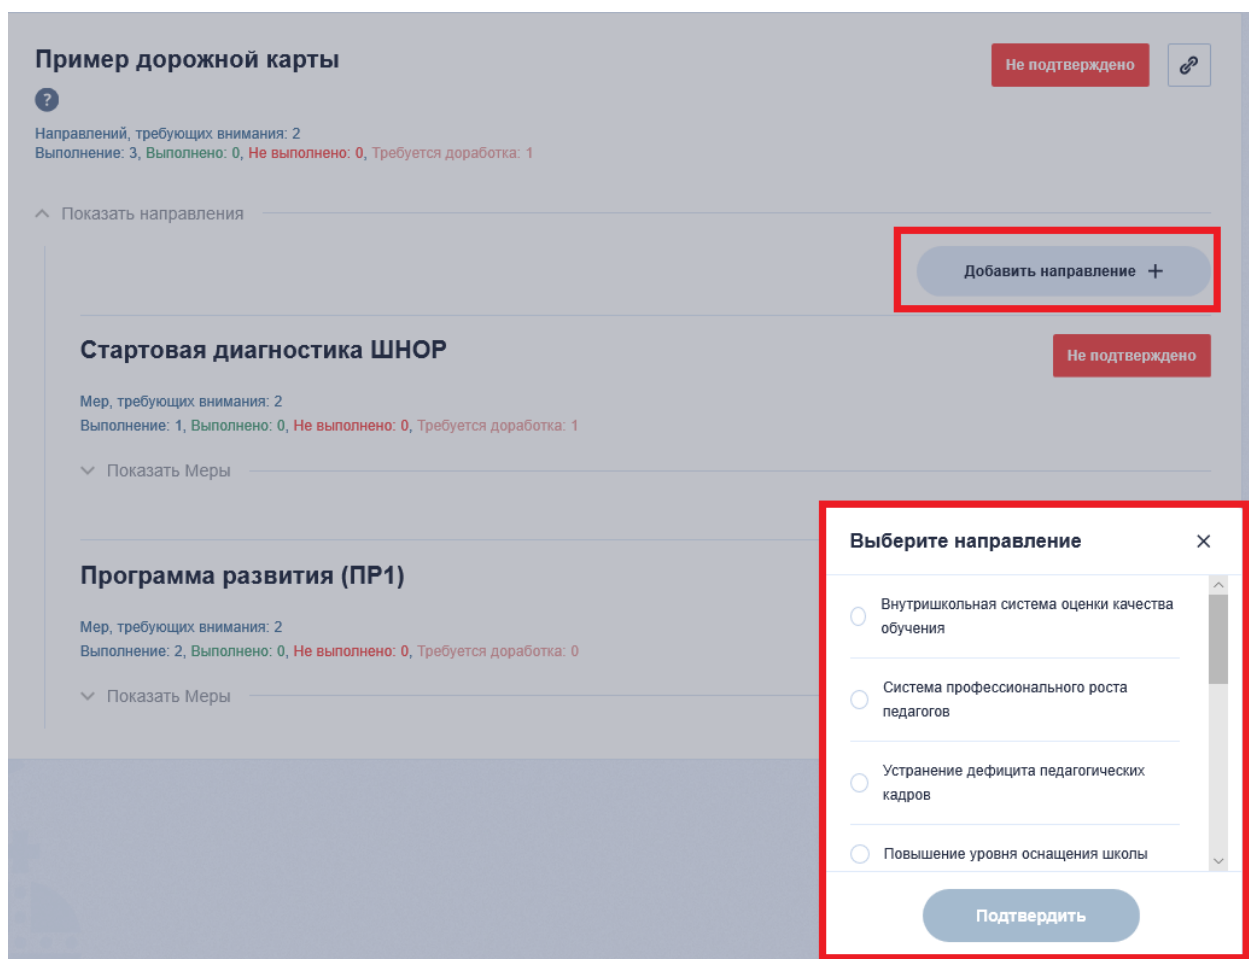 Пример дорожной карты
Не подтверждено
?
Направлений, требующих внимания: 2
Выполнение: 3, Выполнено: 0, Не выполнено: 0, Требуется доработка: 1
Показать направления
Добавить направление +
Стартовая диагностика ШНОР
Не подтверждено
Мер, требующих внимания: 2
Выполнение: 1, Выполнено: 0, Не выполнено: 0, Требуется доработка: 1
Показать Меры
Программа развития (ПР1)
Мер, требующих внимания: 2
Выполнение: 2, Выполнено: 0, Не выполнено: 0, Требуется доработка: 0
Показать Меры
Выберите направление
Внутришкольная система оценки качества
обучения
Система профессионального роста
педагогов
Устранение дефицита педагогических
кадров
Повышение уровня оснащения школы
Подтвердить